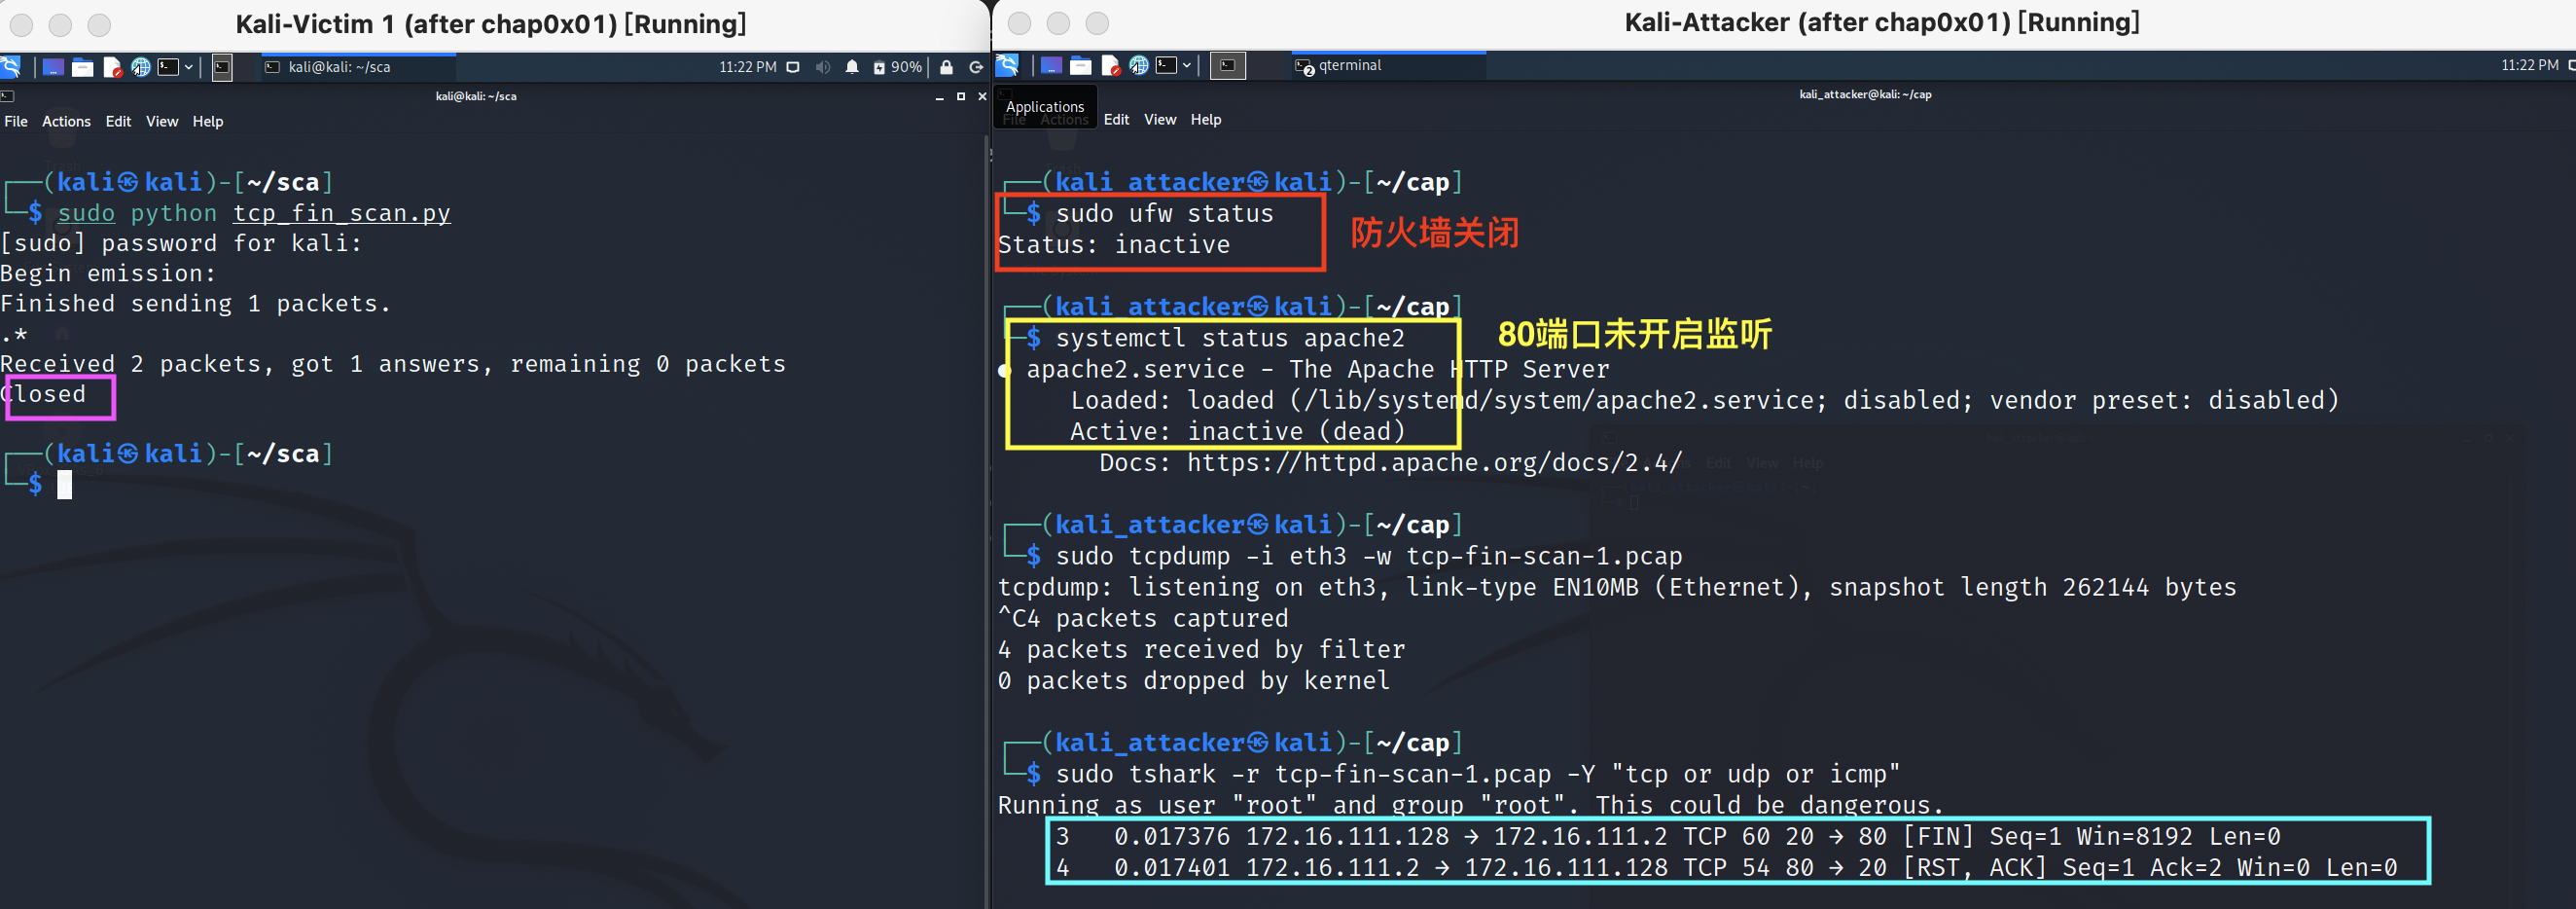 Kali-Victim 1 (after chap0x01) [Running]
kali@kali: ~/sca
11:22 PM
90%
kali@kali: ~/sca
File Actions Edit View Help
┌──(kali㉿kali)-[~/sca]
└─$ sudo python tcp_fin_scan.py
[sudo] password for kali:
Begin emission:
Finished sending 1 packets.
.*
Received 2 packets, got 1 answers, remaining 0 packets
Closed
┌──(kali㉿kali)-[~/sca]
└─$
Kali-Attacker (after chap0x01) [Running]
2 qterminal
11:22 PM
kali_attacker@kali: ~/cap
Applications
File Actions Edit View Help
┌──(kali_attacker㉿kali)-[~/cap]
└─$ sudo ufw status
Status: inactive
防火墙关闭
┌──(kali_attacker㉿kali)-[~/cap]
└─$ systemctl status apache2
80端口未开启监听
● apache2.service - The Apache HTTP Server
Loaded: loaded (/lib/systemd/system/apache2.service; disabled; vendor preset: disabled)
Active: inactive (dead)
Docs: https://httpd.apache.org/docs/2.4/
┌──(kali_attacker㉿kali)-[~/cap]
└─$ sudo tcpdump -i eth3 -w tcp-fin-scan-1.pcap
tcpdump: listening on eth3, link-type EN10MB (Ethernet), snapshot length 262144 bytes
^C4 packets captured
4 packets received by filter
0 packets dropped by kernel
┌──(kali_attacker㉿kali)-[~/cap]
└─$ sudo tshark -r tcp-fin-scan-1.pcap -Y "tcp or udp or icmp"
Running as user "root" and group "root". This could be dangerous.
3 0.017376 172.16.111.128 → 172.16.111.2 TCP 60 20 → 80 [FIN] Seq=1 Win=8192 Len=0
4 0.017401 172.16.111.2 → 172.16.111.128 TCP 54 80 → 20 [RST, ACK] Seq=1 Ack=2 Win=0 Len=0